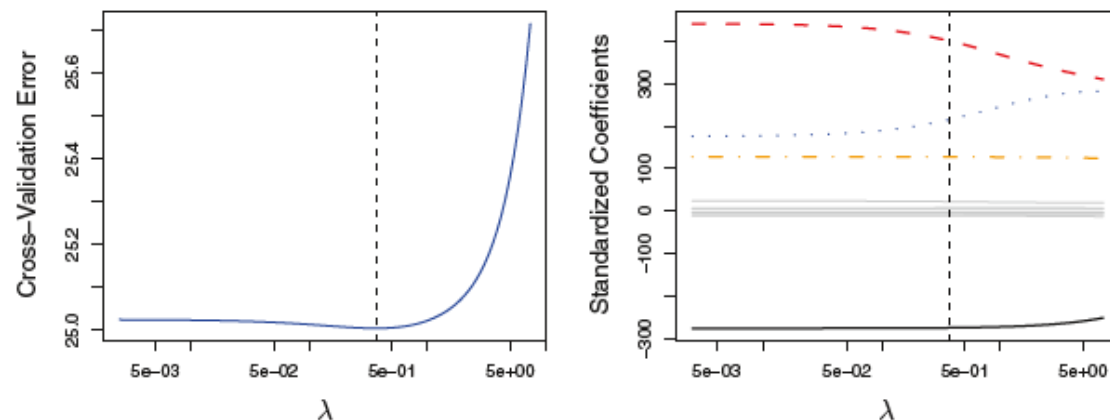 Cross−Validation Error
25.0
25.2
25.4
25.6
5e−03
5e−02
5e−01
5e+00
λ
Standardized Coefficients
−300
−100
0
100
300
5e−03
5e−02
5e−01
5e+00
λ